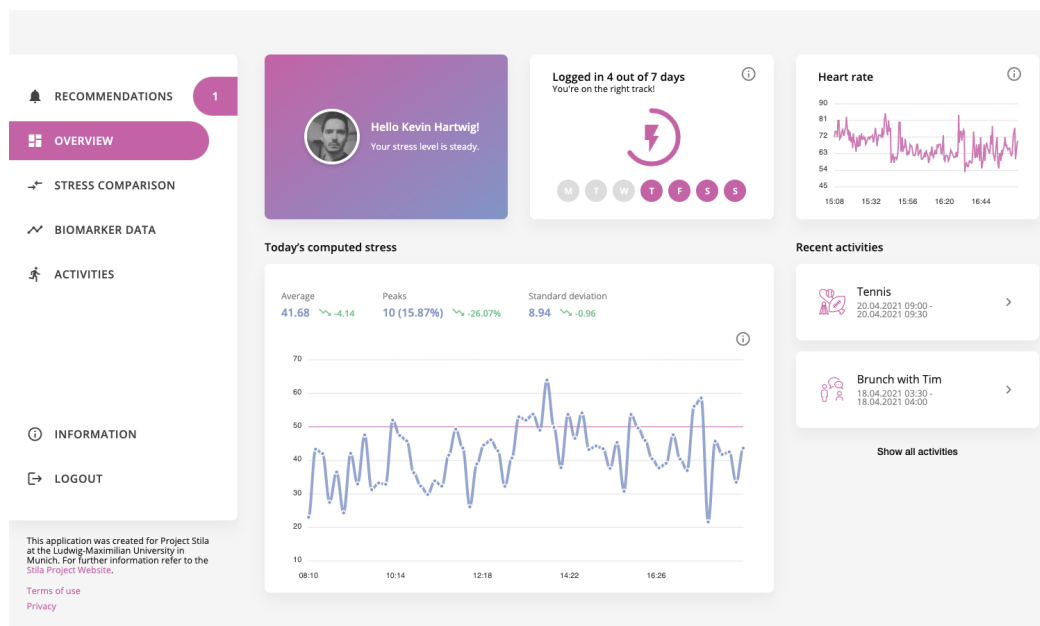 RECOMMENDATIONS
1
OVERVIEW
STRESS COMPARISON
BIOMARKER DATA
ACTIVITIES
INFORMATION
LOGOUT
This application was created for Project Stila
at the Ludwig-Maximilian University in
Munich. For further information refer to the
Stila Project Website.
Terms of use
Privacy
Hello Kevin Hartwig!
Your stress level is steady.
Logged in 4 out of 7 days
You're on the right track!
M T W T F S S
Heart rate
90
81
72
63
54
45
15:08 15:32 15:56 16:20 16:44
Today's computed stress
Average Peaks Standard deviation
41.68 -4.14 10 (15.87%) -26.07% 8.94 -0.96
70
60
50
40
30
20
10
08:10 10:14 12:18 14:22 16:26
Recent activities
Tennis
20.04.2021 09:00 -
20.04.2021 09:30
Brunch with Tim
18.04.2021 03:30 -
18.04.2021 04:00
Show all activities